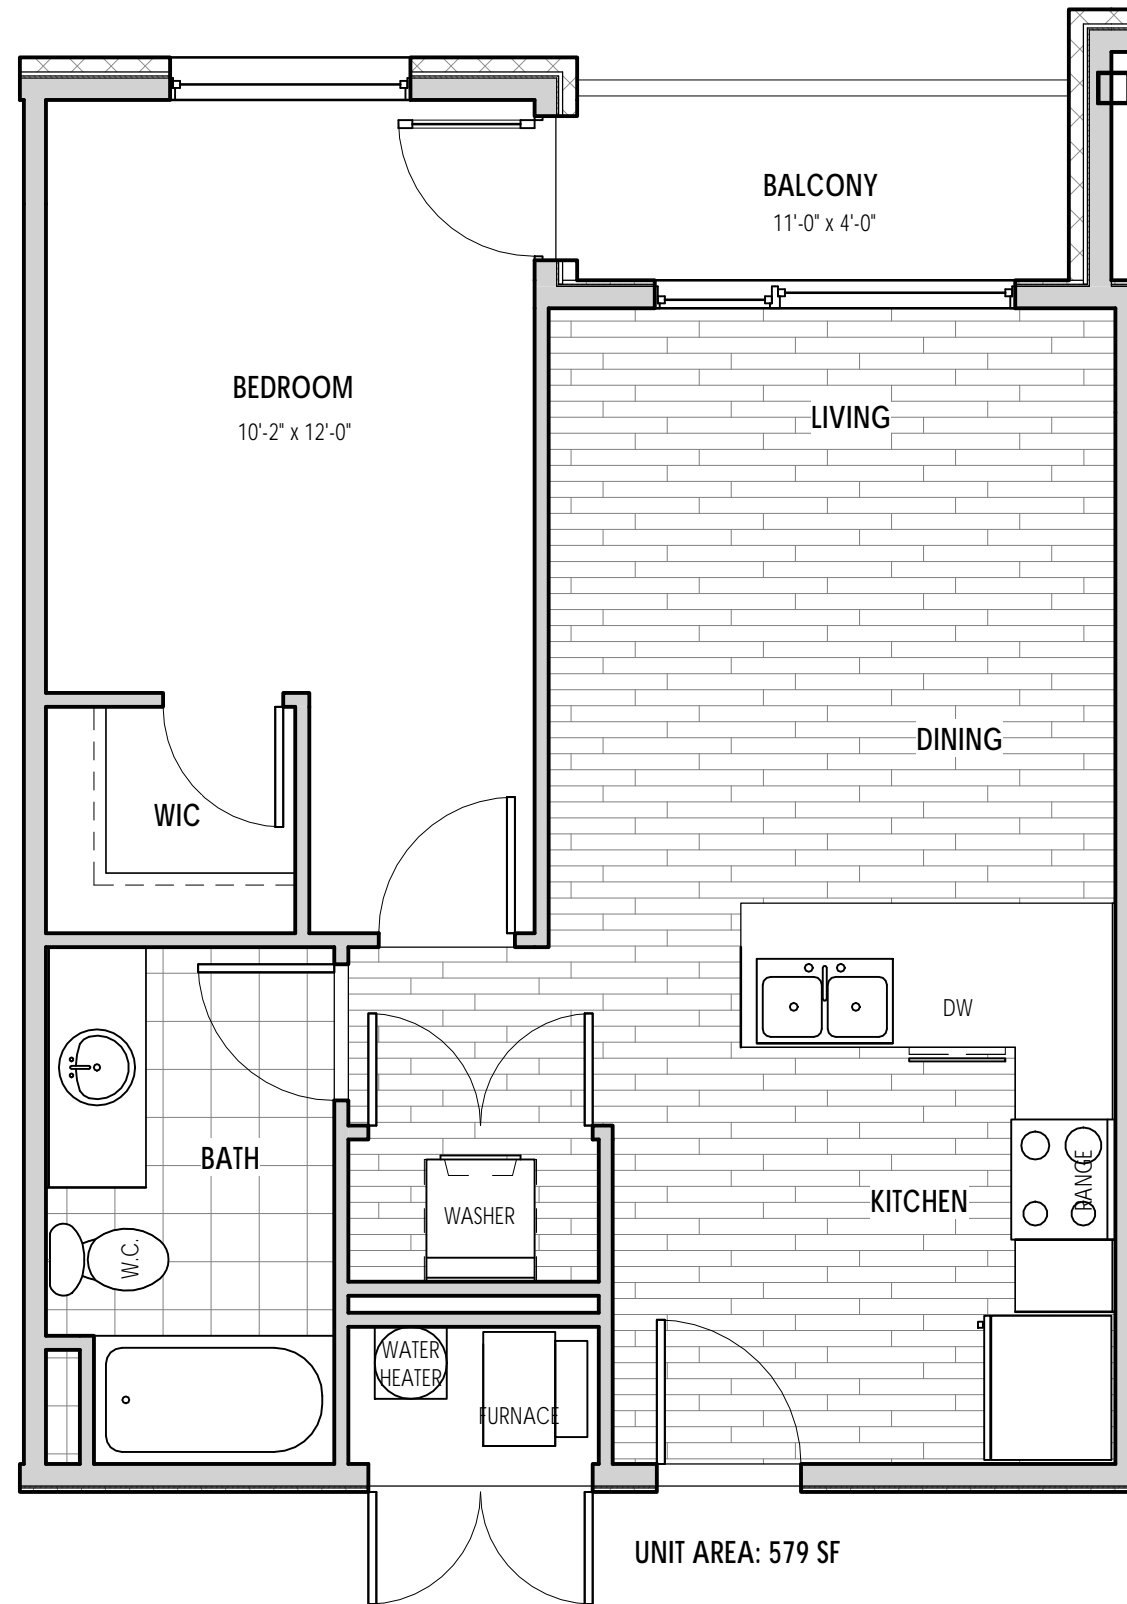 BALCONY
11'-0" x 4'-0"
BEDROOM
10'-2" x 12'-0"
LIVING
DINING
WIC
DW
BATH
WASHER
KITCHEN
RANGE
W.C.
WATER
HEATER
FURNACE
UNIT AREA: 579 SF